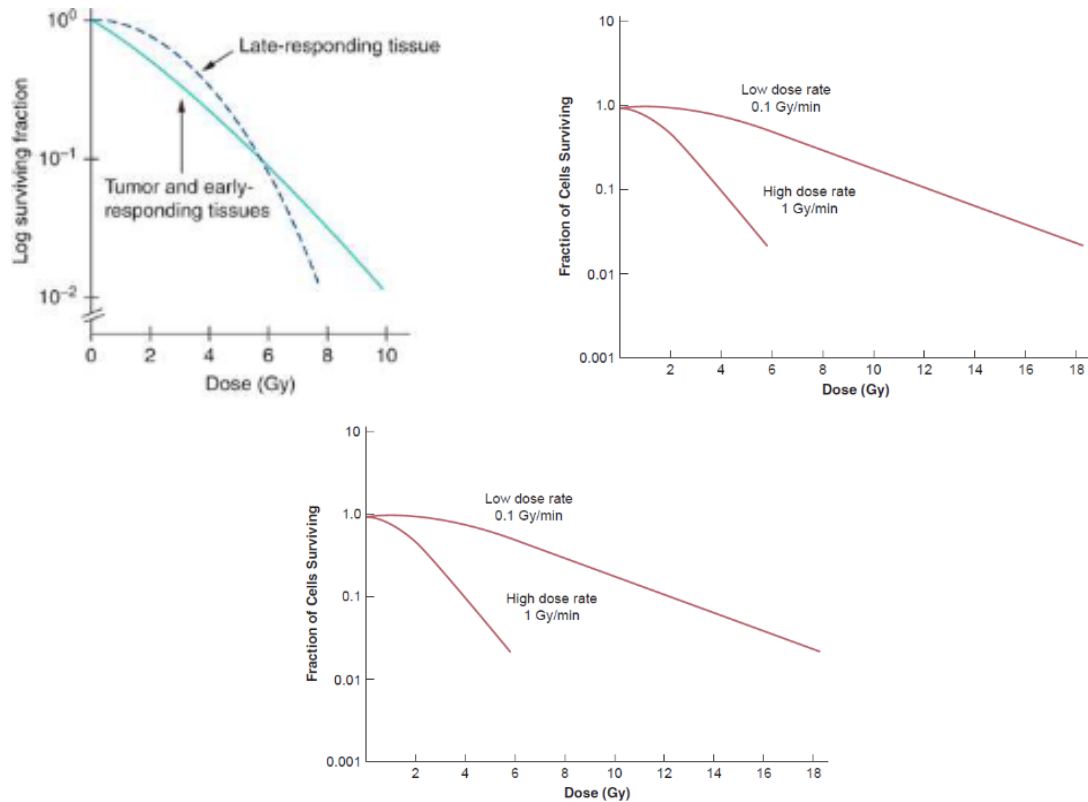 10⁰
10⁻¹
10⁻²
Log surviving fraction
Late-responding tissue
Tumor and early-
responding tissues
0 2 4 6 8 10
Dose (Gy)
10
1.0
0.1
0.01
0.001
Fraction of Cells Surviving
Low dose rate
0.1 Gy/min
High dose rate
1 Gy/min
2 4 6 8 10 12 14 16 18
Dose (Gy)
10
1.0
0.1
0.01
0.001
Fraction of Cells Surviving
Low dose rate
0.1 Gy/min
High dose rate
1 Gy/min
2 4 6 8 10 12 14 16 18
Dose (Gy)